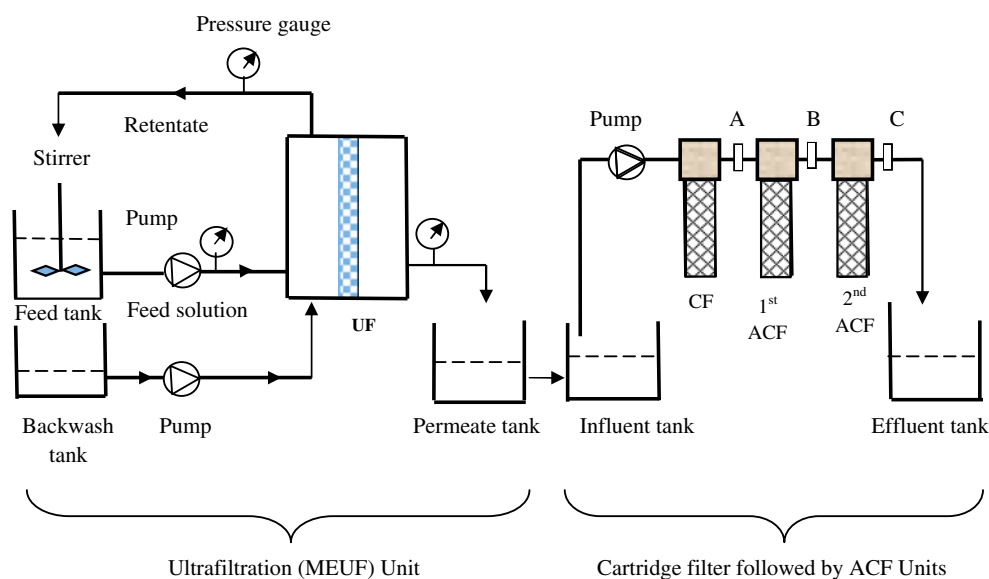 Pressure gauge
Retentate
Stirrer
Pump
Feed tank
Feed solution
UF
Backwash
tank
Pump
Permeate tank
Pump
A
B
C
CF
1st
ACF
2nd
ACF
Influent tank
Effluent tank
Ultrafiltration (MEUF) Unit
Cartridge filter followed by ACF Units